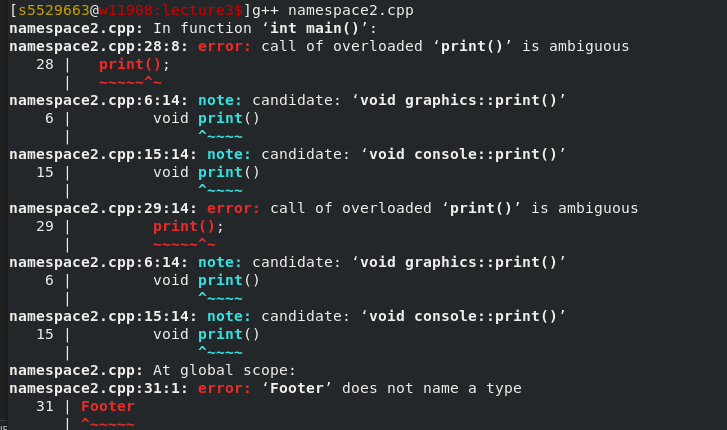 [s5529663@w11908:lecture3$]g++ namespace2.cpp
namespace2.cpp: In function ‘int main()’:
namespace2.cpp:28:8: error: call of overloaded ‘print()’ is ambiguous
28 | print();
| ~~~~~^~
namespace2.cpp:6:14: note: candidate: ‘void graphics::print()’
6 | void print()
| ^~~~~
namespace2.cpp:15:14: note: candidate: ‘void console::print()’
15 | void print()
| ^~~~~
namespace2.cpp:29:14: error: call of overloaded ‘print()’ is ambiguous
29 | print();
| ~~~~~^~
namespace2.cpp:6:14: note: candidate: ‘void graphics::print()’
6 | void print()
| ^~~~~
namespace2.cpp:15:14: note: candidate: ‘void console::print()’
15 | void print()
| ^~~~~
namespace2.cpp: At global scope:
namespace2.cpp:31:1: error: ‘Footer’ does not name a type
31 | Footer
| ^~~~~~